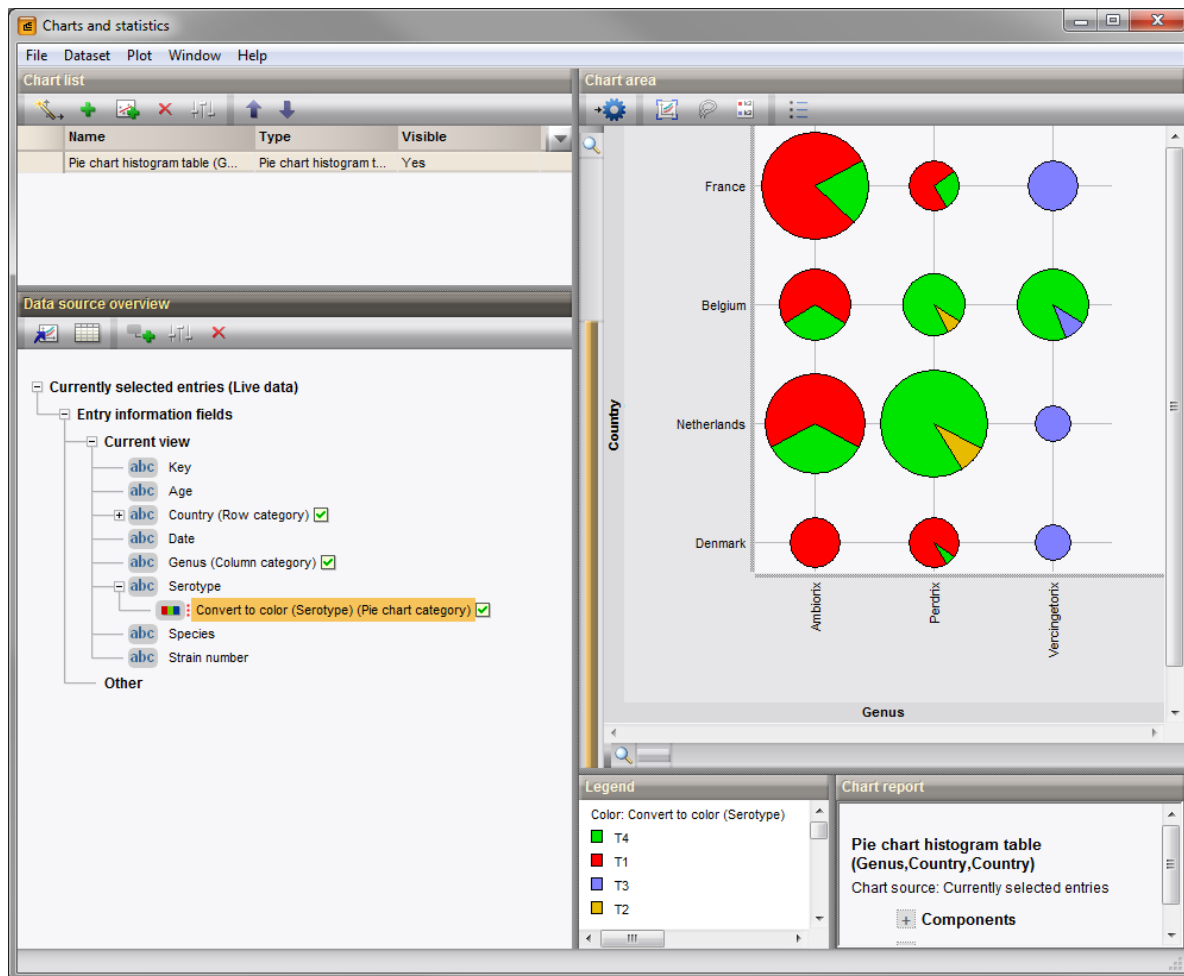 Charts and statistics
File Dataset Plot Window Help
Chart list
Name Type Visible
Pie chart histogram table (G... Pie chart histogram t... Yes
Data source overview
Currently selected entries (Live data)
Entry information fields
Current view
abc Key
abc Age
abc Country (Row category)
abc Date
abc Genus (Column category)
abc Serotype
Convert to color (Serotype) (Pie chart category)
abc Species
abc Strain number
Other
Chart area
France
Belgium
Netherlands
Denmark
Country
Ambiorix
Perdrix
Vercingetorix
Genus
Legend
Color: Convert to color (Serotype)
T4
T1
T3
T2
Chart report
Pie chart histogram table
(Genus,Country,Country)
Chart source: Currently selected entries
Components